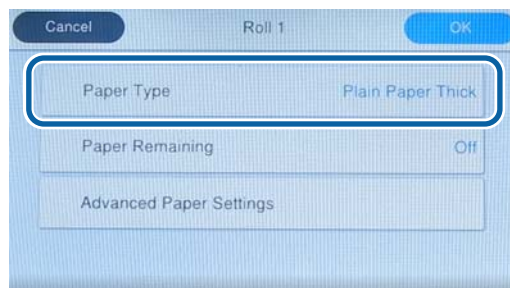 Cancel Roll 1 OK
Paper Type Plain Paper Thick
Paper Remaining Off
Advanced Paper Settings